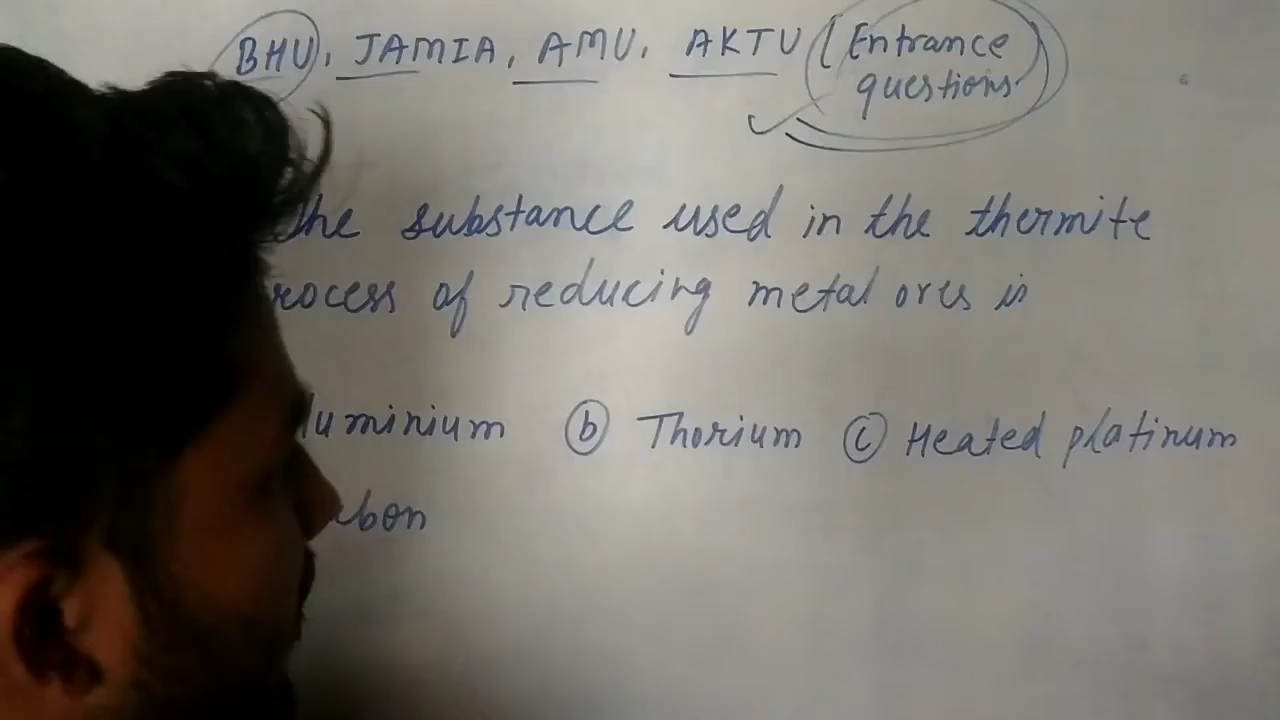 BHU, JAMIA, AMU, AKTU (Entrance
questions)
The substance used in the thermite
rocess of reducing metal ores is
luminium (b) Thorium (c) Heated platinum
bon